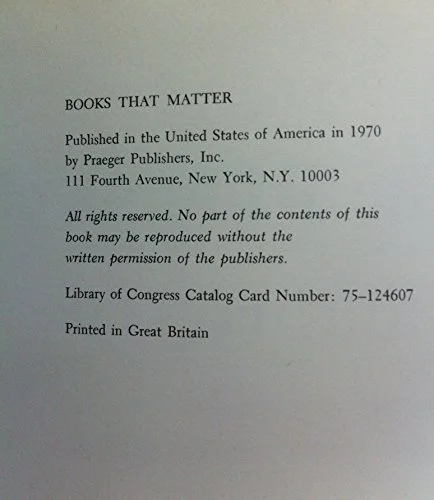 BOOKS THAT MATTER
Published in the United States of America in 1970
by Praeger Publishers, Inc.
111 Fourth Avenue, New York, N.Y. 10003
All rights reserved. No part of the contents of this
book may be reproduced without the
written permission of the publishers.
Library of Congress Catalog Card Number: 75–124607
Printed in Great Britain